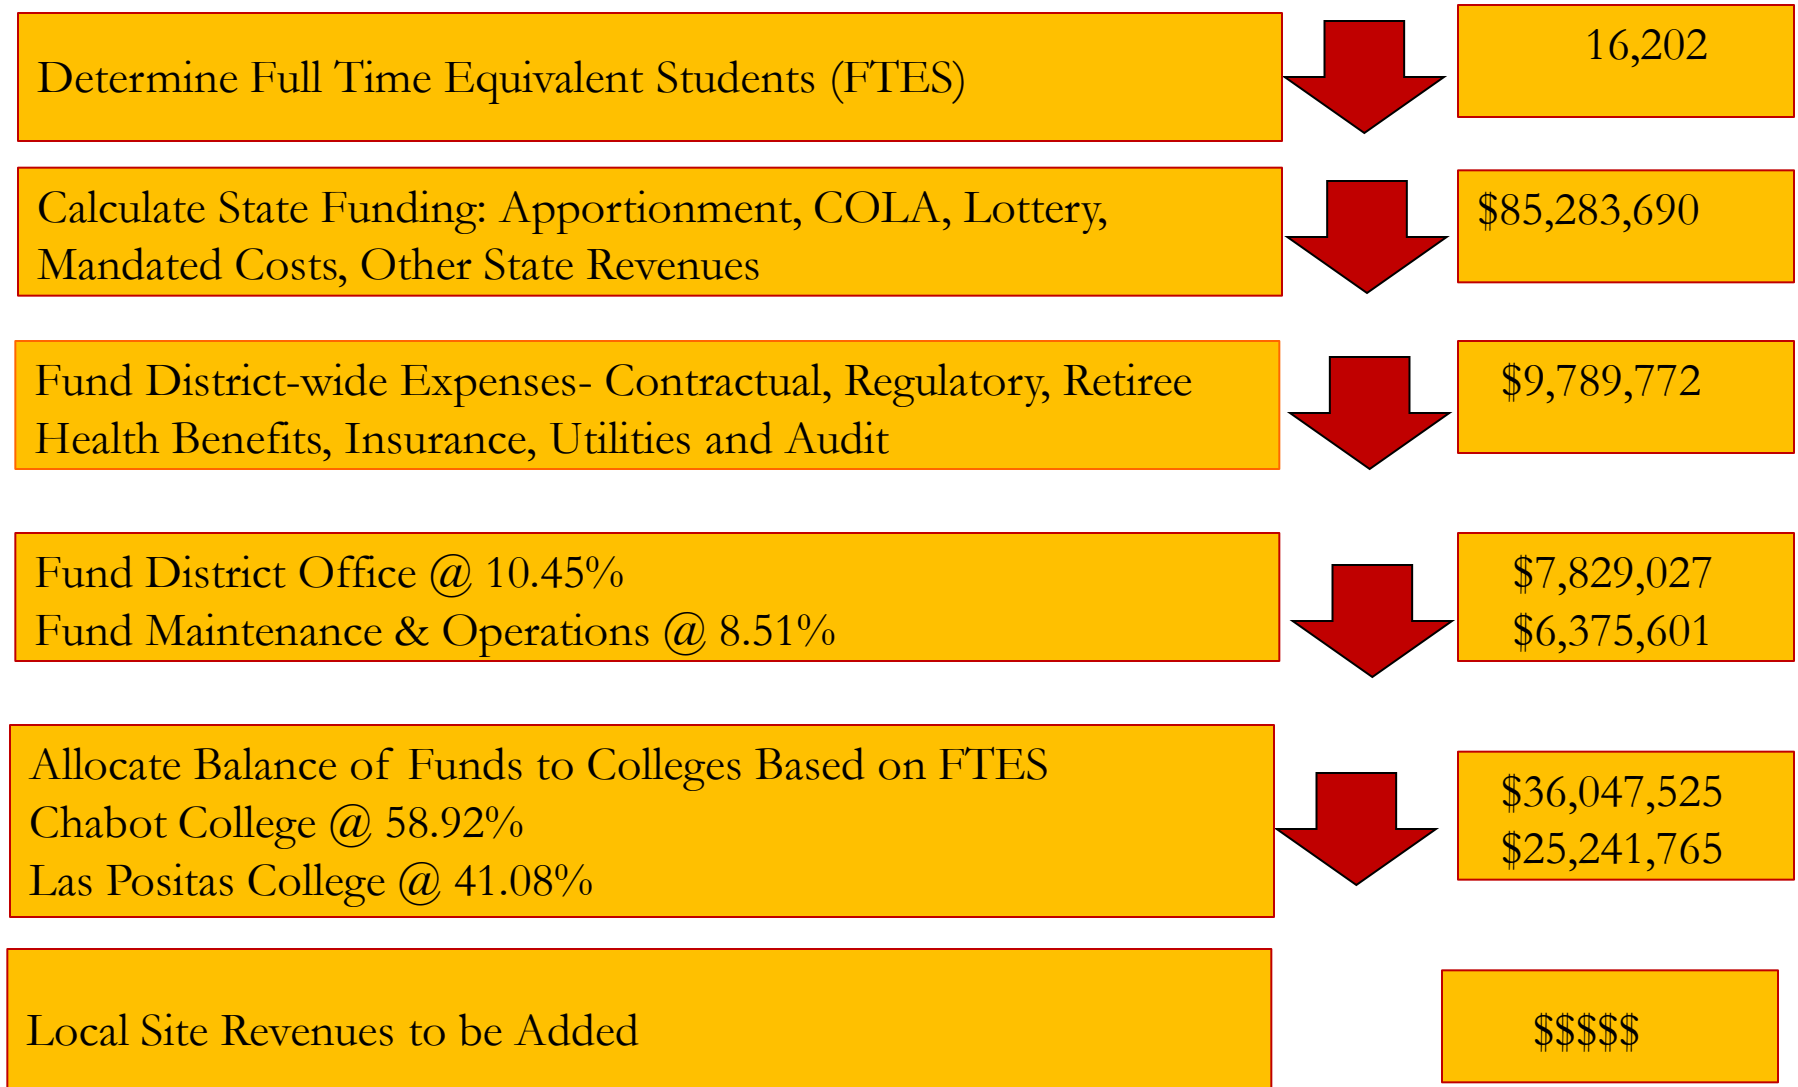 Determine Full Time Equivalent Students (FTES)
16,202
Calculate State Funding: Apportionment, COLA, Lottery,
Mandated Costs, Other State Revenues
$85,283,690
Fund District-wide Expenses- Contractual, Regulatory, Retiree
Health Benefits, Insurance, Utilities and Audit
$9,789,772
Fund District Office @ 10.45%
Fund Maintenance & Operations @ 8.51%
$7,829,027
$6,375,601
Allocate Balance of Funds to Colleges Based on FTES
Chabot College @ 58.92%
Las Positas College @ 41.08%
$36,047,525
$25,241,765
Local Site Revenues to be Added
$$$$$